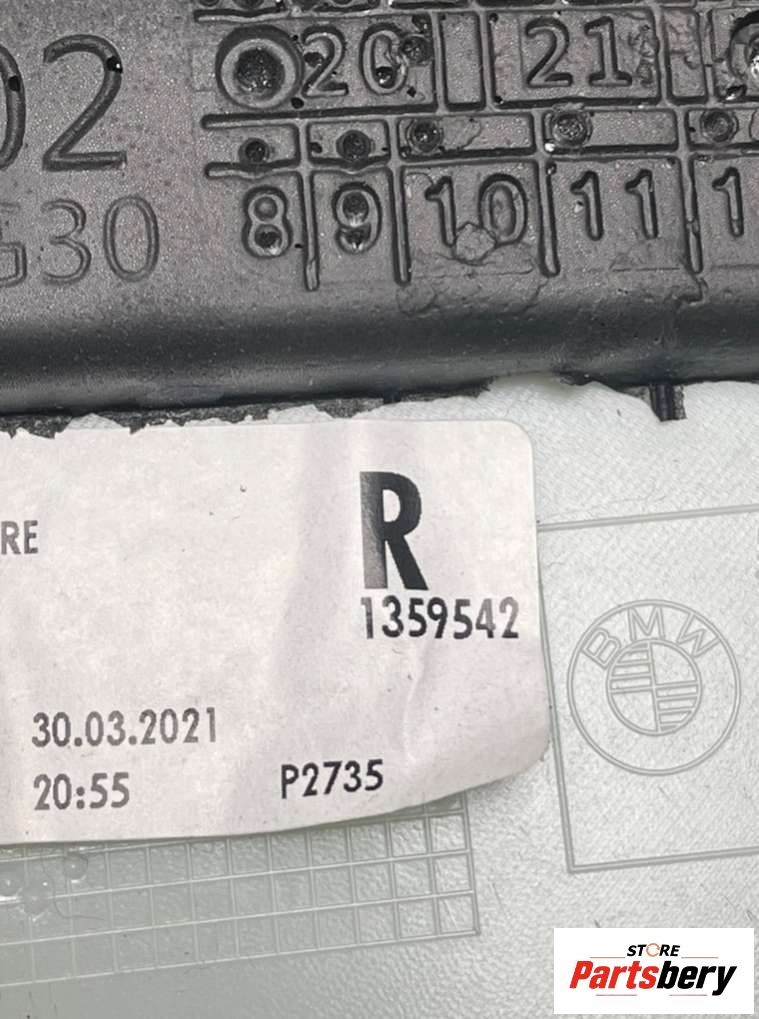 20 21
02
8 9 10 11 1
G30
RE
R
1359542
BMW
30.03.2021
20:55 P2735
STORE
Partsbery